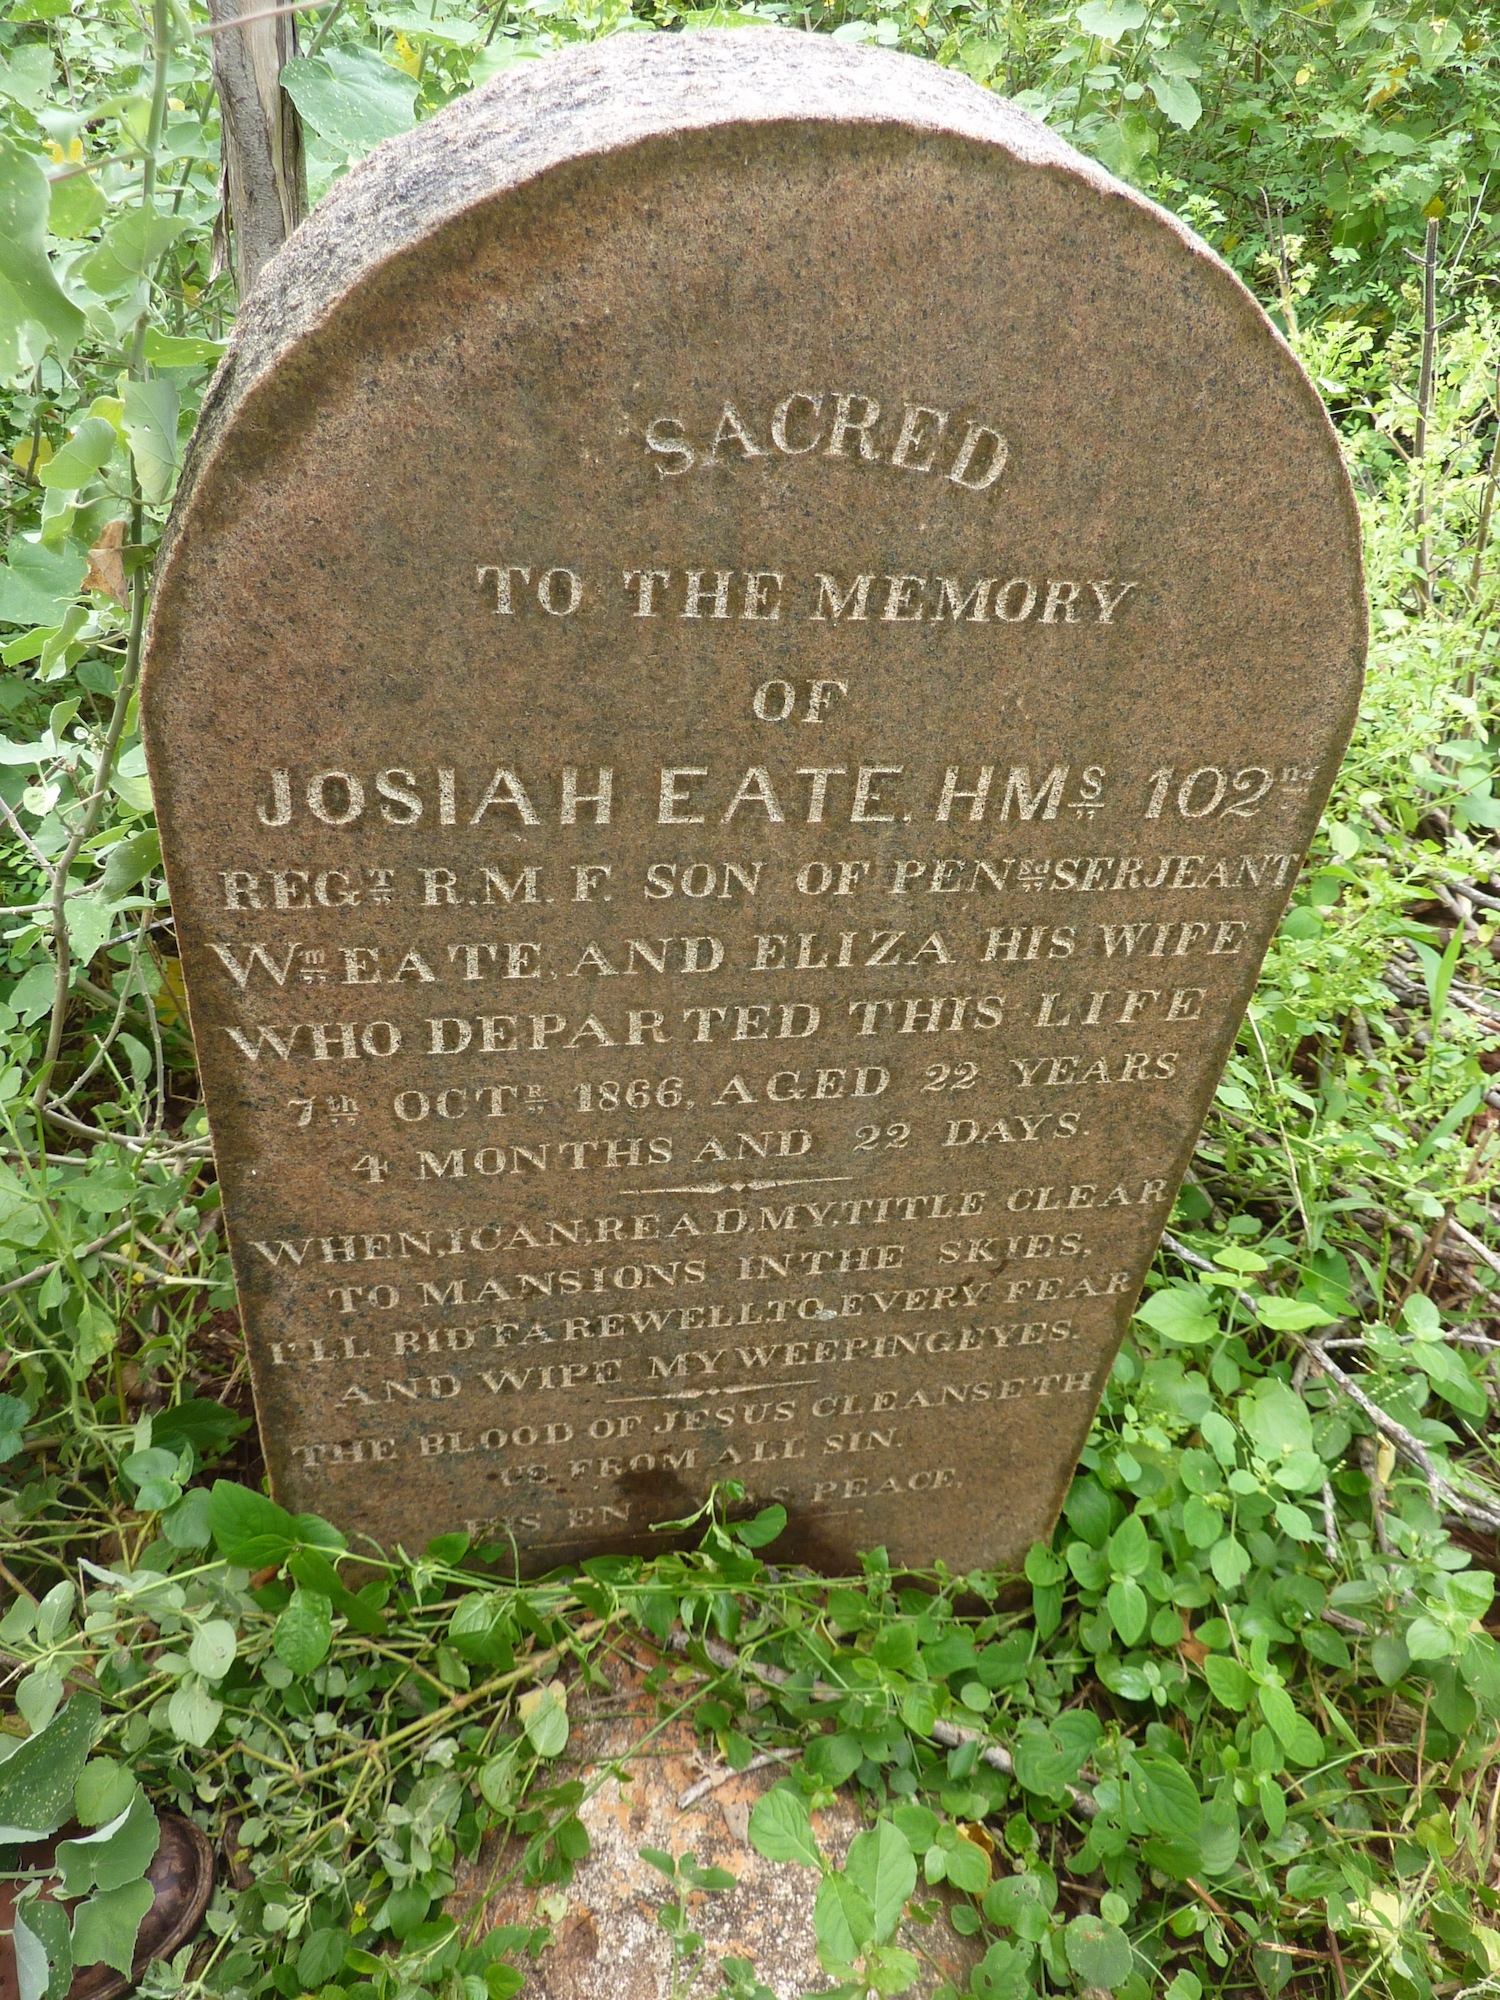 SACRED
TO THE MEMORY
OF
JOSIAH EATE, HMS 102nd
REGT R.M.F. SON OF PENSD SERJEANT
Wm EATE, AND ELIZA HIS WIFE
WHO DEPARTED THIS LIFE
7th OCTR 1866, AGED 22 YEARS
4 MONTHS AND 22 DAYS.
WHEN, I CAN, READ, MY, TITLE CLEAR
TO MANSIONS IN THE SKIES,
I'LL BID FAREWELL, TO, EVERY FEAR
AND WIPE MY WEEPING EYES.
THE BLOOD OF JESUS CLEANSETH
US FROM ALL SIN.
HIS EN PEACE,